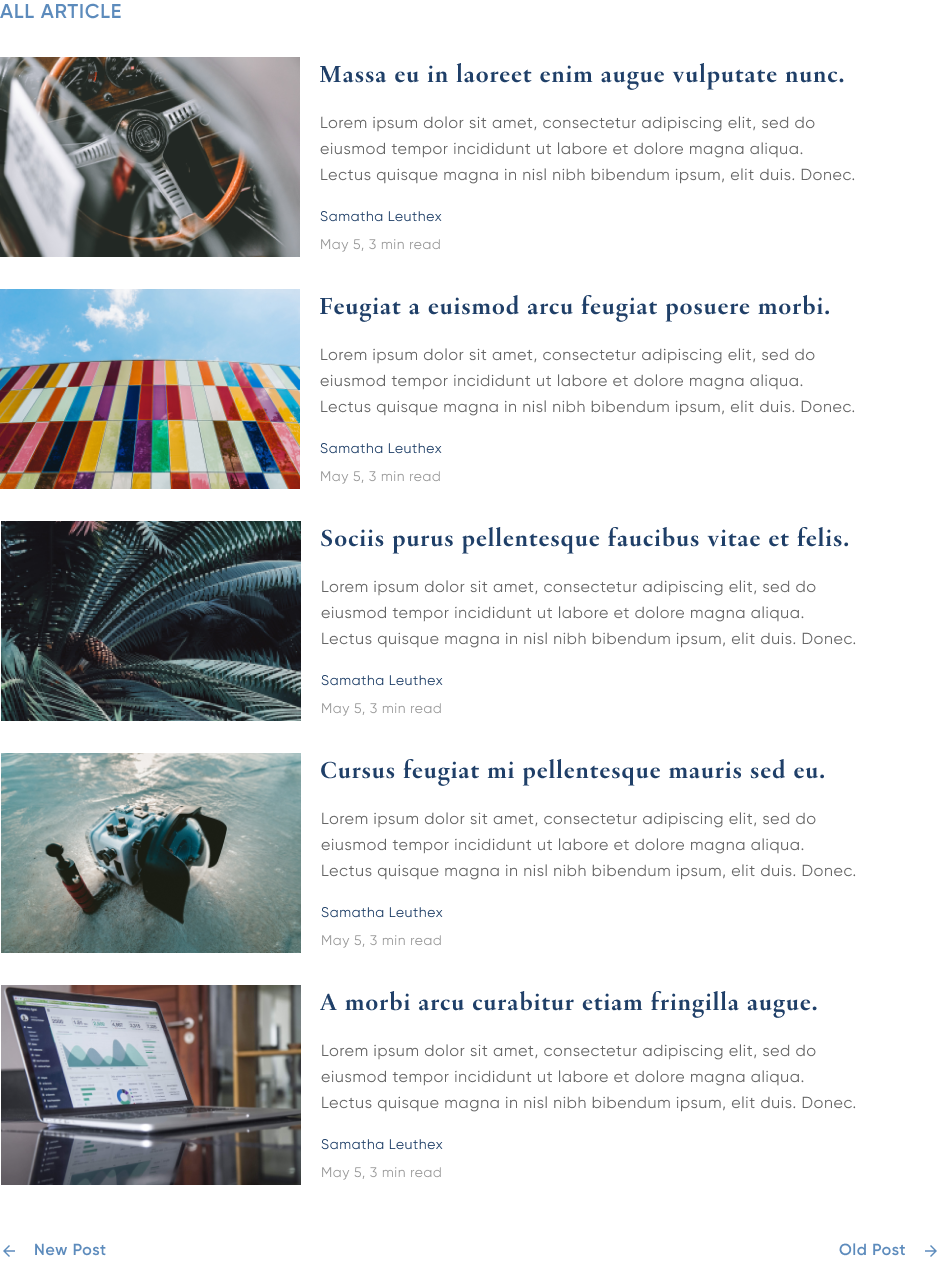 ALL ARTICLE
Massa eu in laoreet enim augue vulputate nunc.
Lorem ipsum dolor sit amet, consectetur adipiscing elit, sed do
eiusmod tempor incididunt ut labore et dolore magna aliqua.
Lectus quisque magna in nisl nibh bibendum ipsum, elit duis. Donec.
Samatha Leuthex
May 5, 3 min read
Feugiat a euismod arcu feugiat posuere morbi.
Lorem ipsum dolor sit amet, consectetur adipiscing elit, sed do
eiusmod tempor incididunt ut labore et dolore magna aliqua.
Lectus quisque magna in nisl nibh bibendum ipsum, elit duis. Donec.
Samatha Leuthex
May 5, 3 min read
Sociis purus pellentesque faucibus vitae et felis.
Lorem ipsum dolor sit amet, consectetur adipiscing elit, sed do
eiusmod tempor incididunt ut labore et dolore magna aliqua.
Lectus quisque magna in nisl nibh bibendum ipsum, elit duis. Donec.
Samatha Leuthex
May 5, 3 min read
Cursus feugiat mi pellentesque mauris sed eu.
Lorem ipsum dolor sit amet, consectetur adipiscing elit, sed do
eiusmod tempor incididunt ut labore et dolore magna aliqua.
Lectus quisque magna in nisl nibh bibendum ipsum, elit duis. Donec.
Samatha Leuthex
May 5, 3 min read
A morbi arcu curabitur etiam fringilla augue.
Lorem ipsum dolor sit amet, consectetur adipiscing elit, sed do
eiusmod tempor incididunt ut labore et dolore magna aliqua.
Lectus quisque magna in nisl nibh bibendum ipsum, elit duis. Donec.
Samatha Leuthex
May 5, 3 min read
← New Post
Old Post →